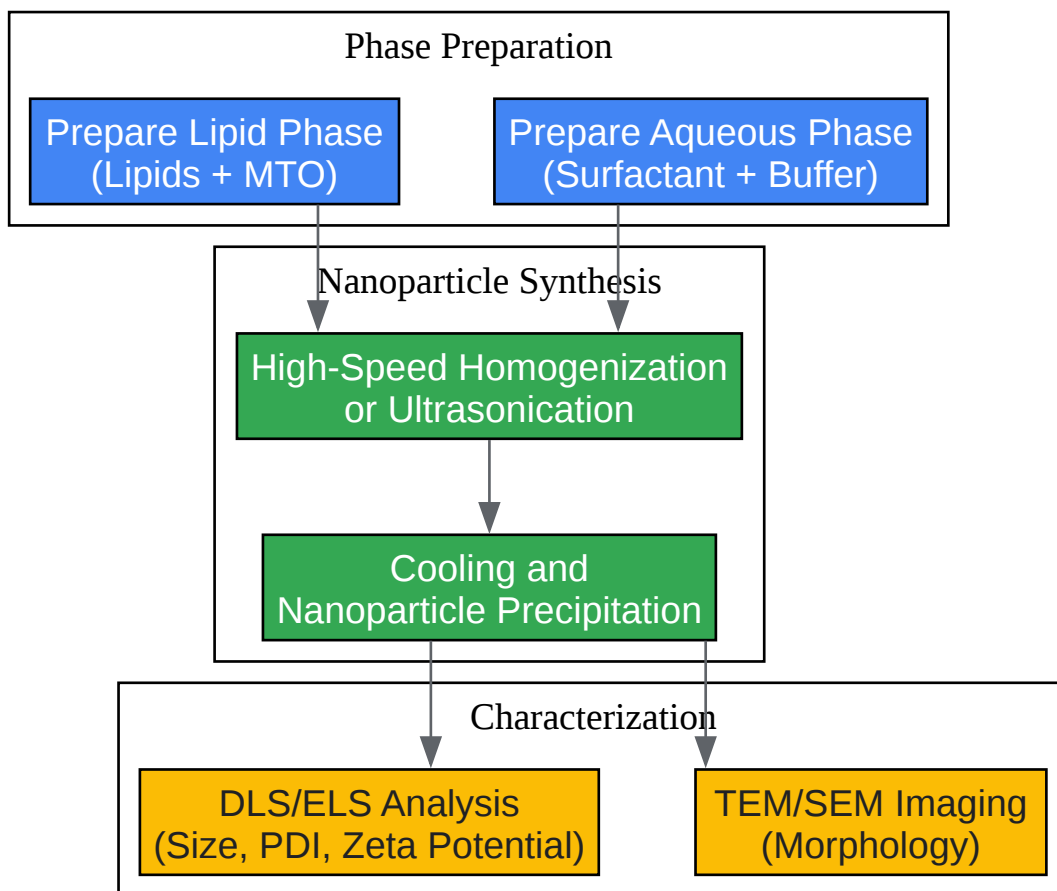 Phase Preparation
Prepare Lipid Phase
(Lipids + MTO)
Prepare Aqueous Phase
(Surfactant + Buffer)
Nanoparticle Synthesis
High-Speed Homogenization
or Ultrasonication
Cooling and
Nanoparticle Precipitation
Characterization
DLS/ELS Analysis
(Size, PDI, Zeta Potential)
TEM/SEM Imaging
(Morphology)